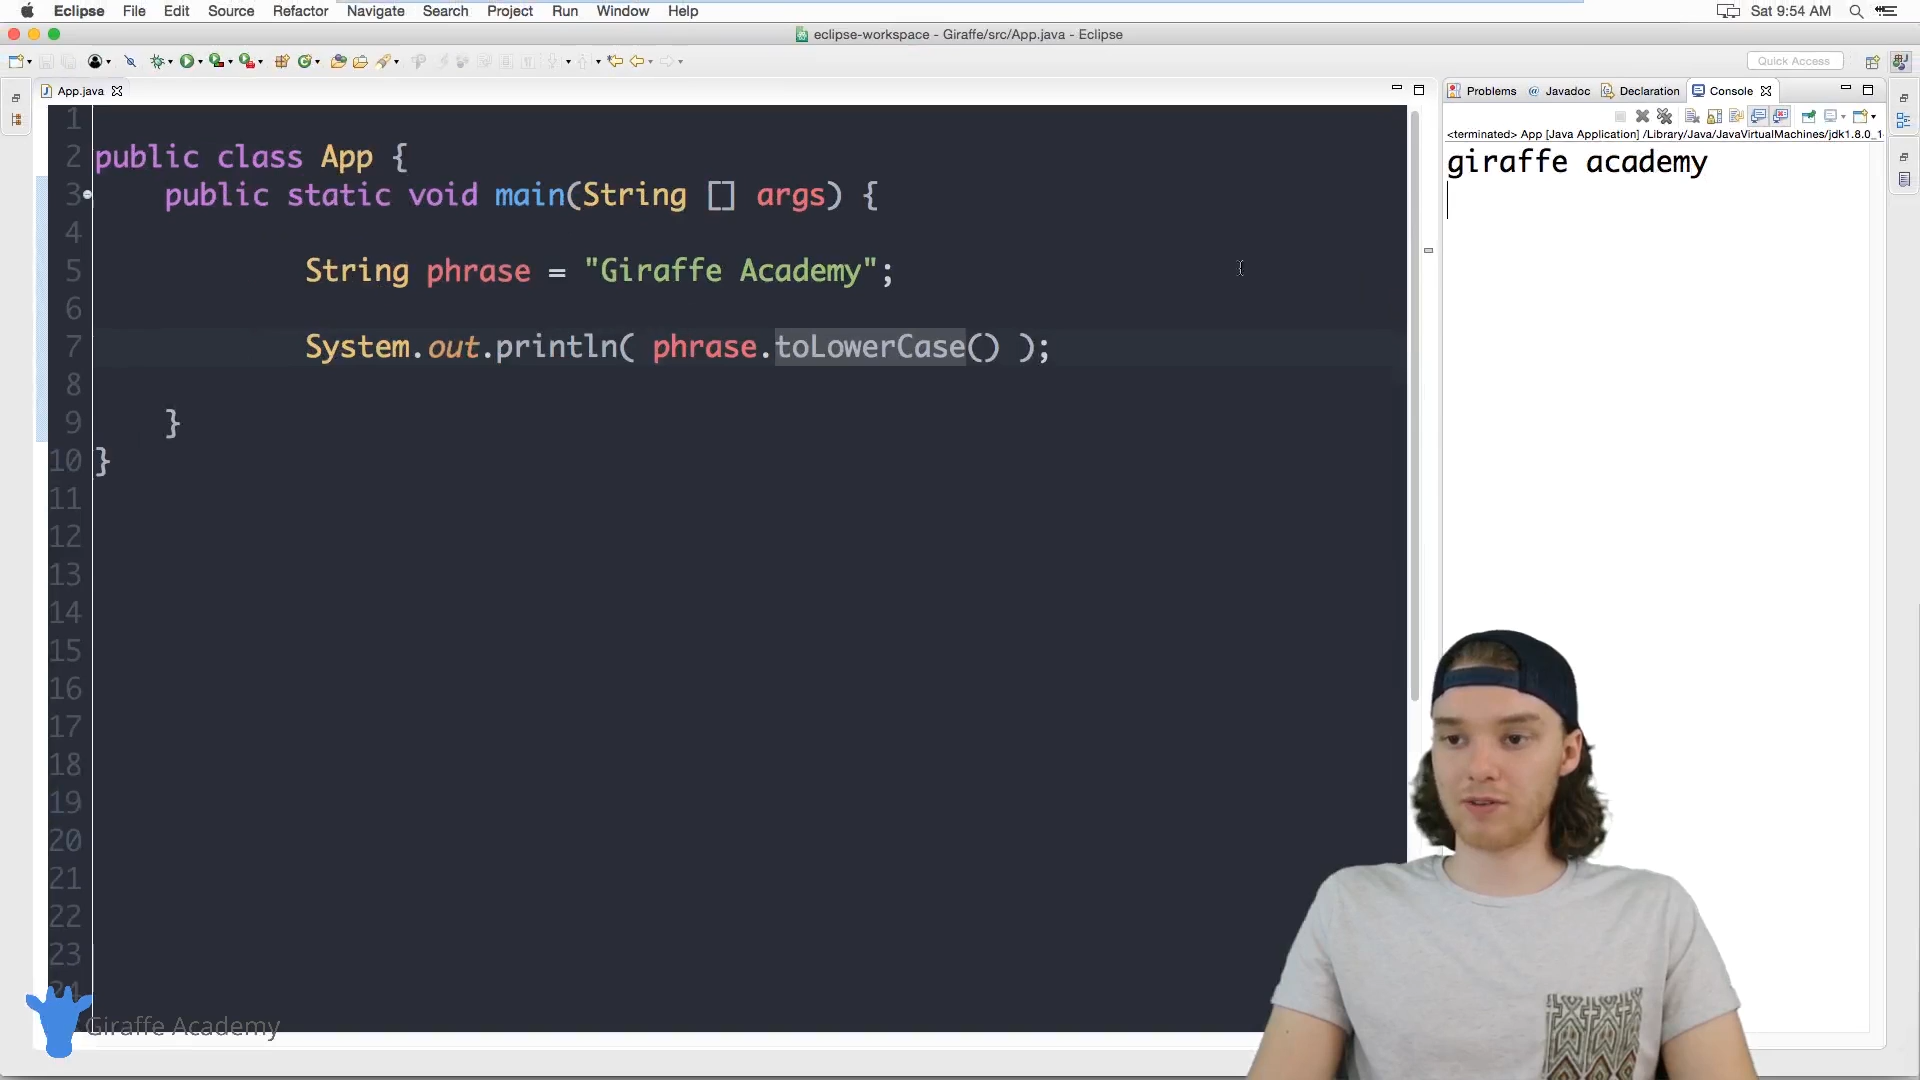 Eclipse File Edit Source Refactor Navigate Search Project Run Window Help Sat 9:54 AM
eclipse-workspace - Giraffe/src/App.java - Eclipse
Quick Access
App.java Problems Javadoc Declaration Console
<terminated> App [Java Application] /Library/Java/JavaVirtualMachines/jdk1.8.0_1
giraffe academy
1
2 public class App {
3 public static void main(String [] args) {
4
5 String phrase = "Giraffe Academy";
6
7 System.out.println( phrase.toLowerCase() );
8
9 }
10 }
11
12
13
14
15
16
17
18
19
20
21
22
23
Giraffe Academy